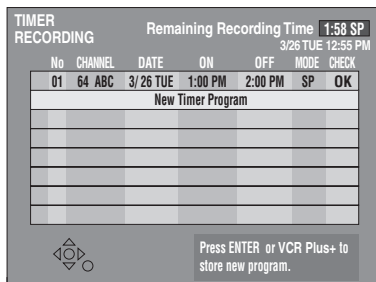 TIMER
RECORDING
Remaining Recording Time 1:58 SP
3/26 TUE 12:55 PM
No CHANNEL DATE ON OFF MODE CHECK
01 64 ABC 3/ 26 TUE 1:00 PM 2:00 PM SP OK
New Timer Program
Press ENTER or VCR Plus+ to
store new program.